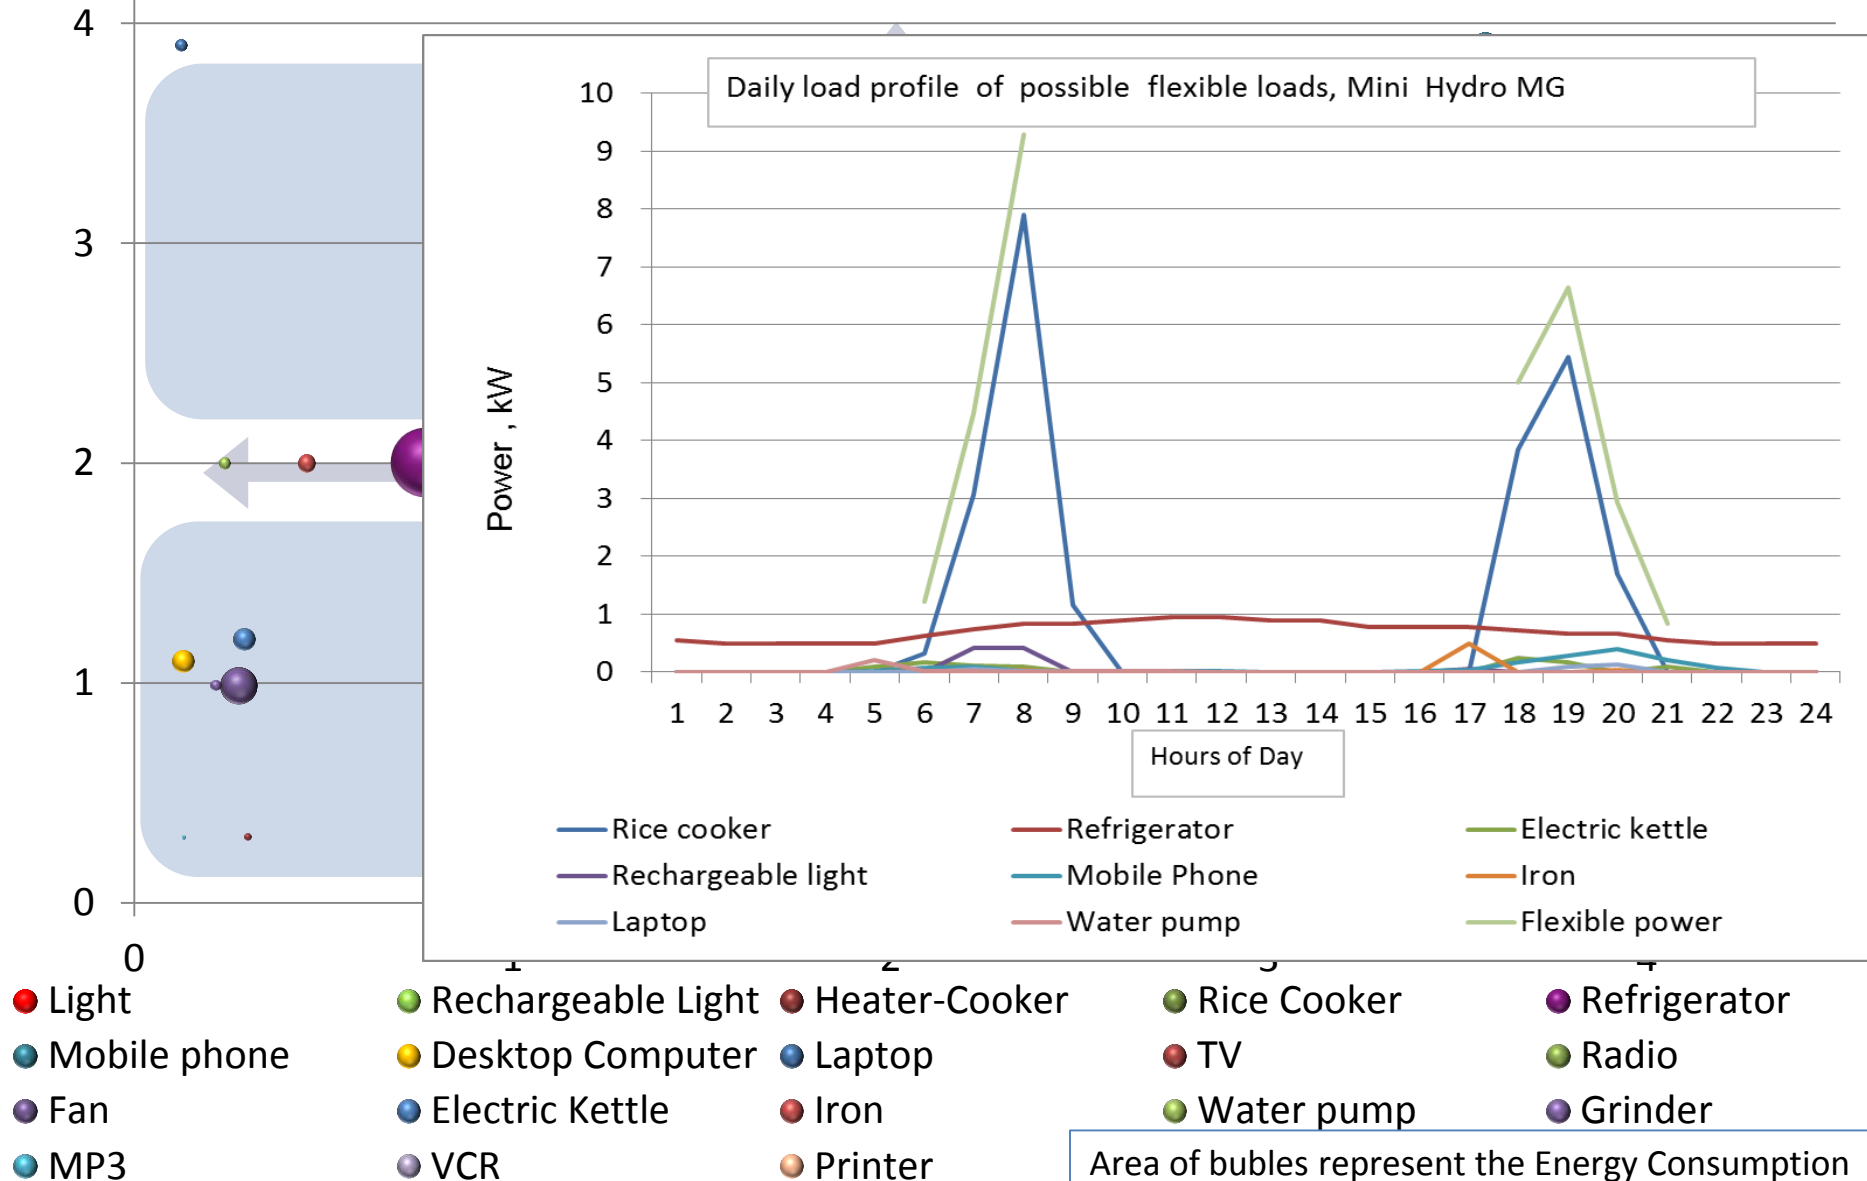 4
3
2
1
0
0
1
2
3
4
Daily load profile of possible flexible loads, Mini Hydro MG
10
9
8
7
6
5
4
3
2
1
0
Power , kW
1 2 3 4 5 6 7 8 9 10 11 12 13 14 15 16 17 18 19 20 21 22 23 24
Hours of Day
Rice cooker Refrigerator Electric kettle
Rechargeable light Mobile Phone Iron
Laptop Water pump Flexible power
Light Rechargeable Light Heater-Cooker Rice Cooker Refrigerator
Mobile phone Desktop Computer Laptop TV Radio
Fan Electric Kettle Iron Water pump Grinder
MP3 VCR Printer
Area of bubles represent the Energy Consumption